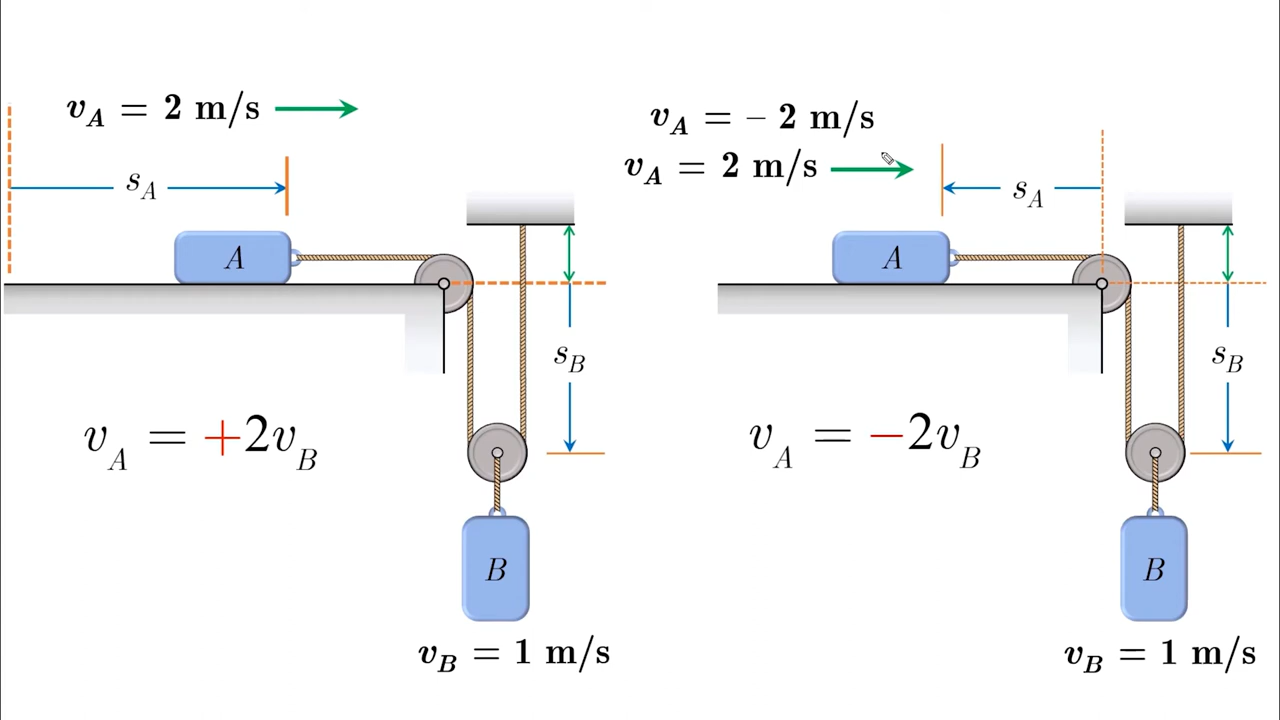 v_A = 2 m/s
s_A
A
s_B
v_A = +2v_B
B
v_B = 1 m/s
v_A = – 2 m/s
v_A = 2 m/s
s_A
A
s_B
v_A = −2v_B
B
v_B = 1 m/s